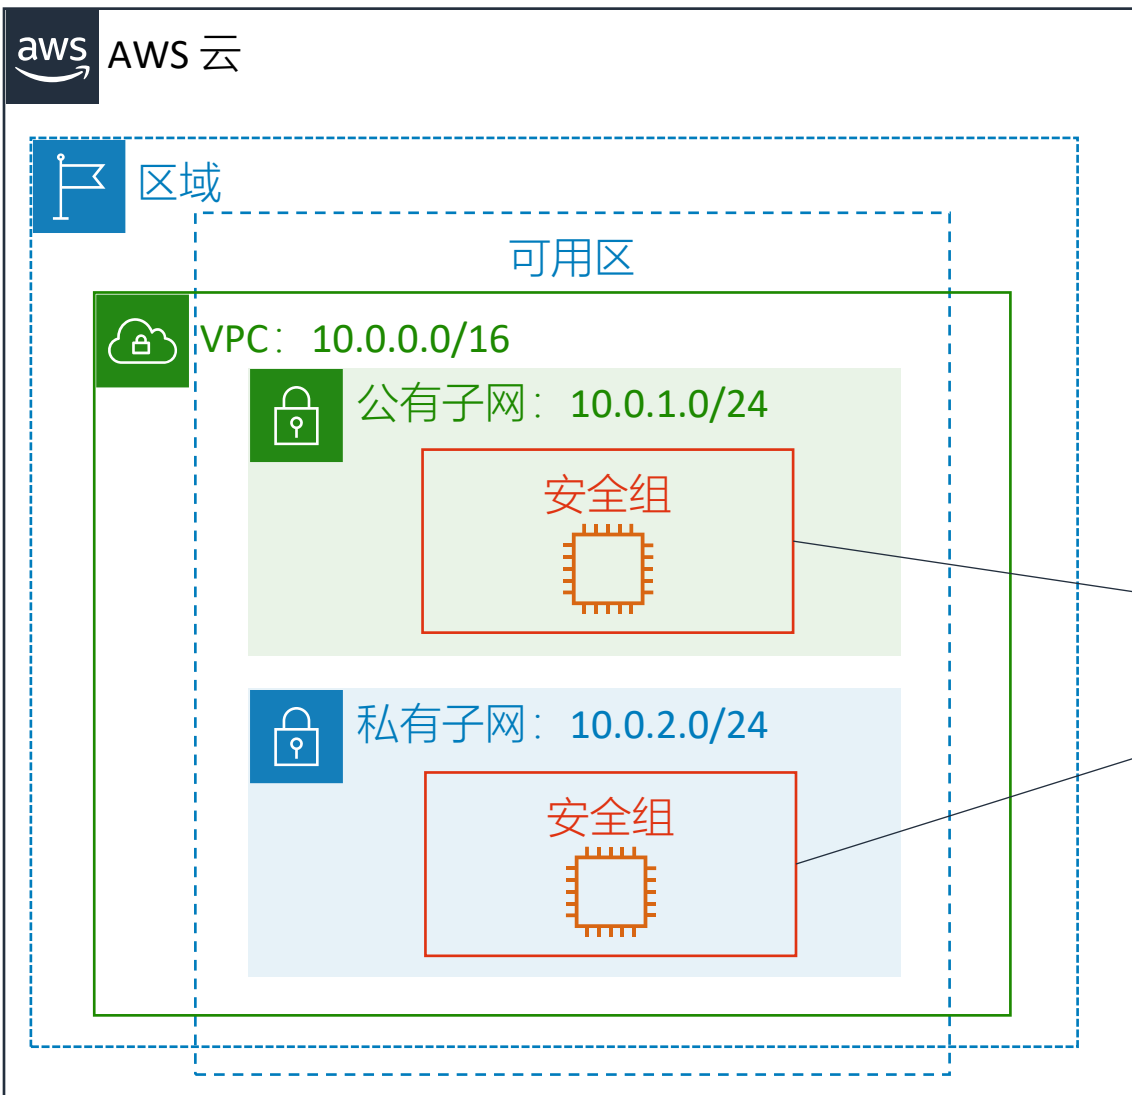 aws
AWS 云
区域
可用区
VPC：10.0.0.0/16
公有子网：10.0.1.0/24
安全组
私有子网：10.0.2.0/24
安全组